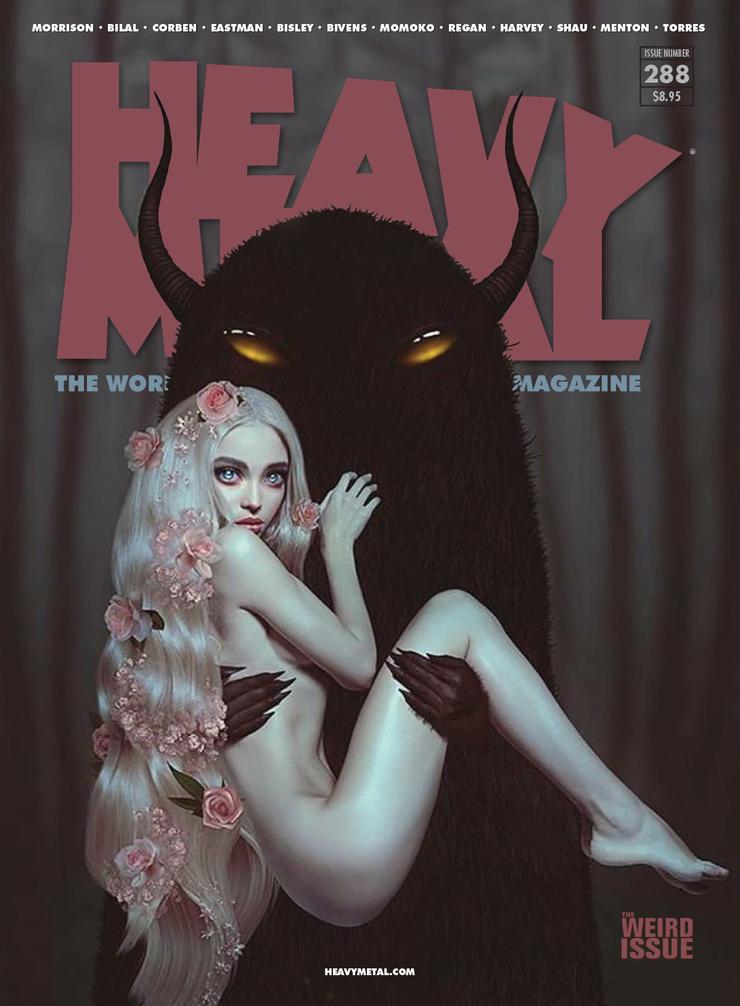 MORRISON • BILAL • CORBEN • EASTMAN • BISLEY • BIVENS • MOMOKO • REGAN • HARVEY • SHAU • MENTON • TORRES
ISSUE NUMBER
288
$8.95
HEAVY
M AL
THE WOR MAGAZINE
THE
WEIRD
ISSUE
HEAVYMETAL.COM